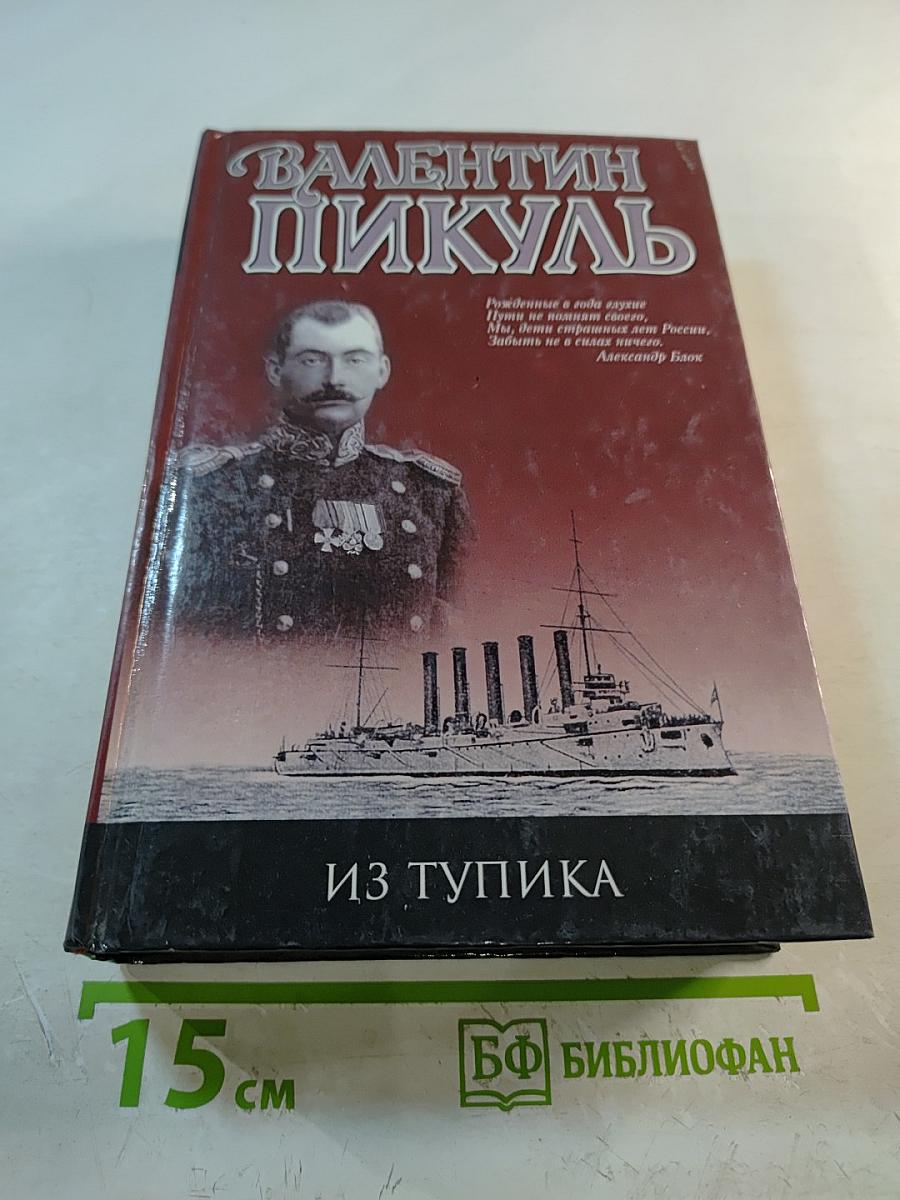 ВАЛЕНТИН
ПИКУЛЬ
Рожденные в года глухие
Пути не помнят своего,
Мы, дети страшных лет России,
Забыть не в силах ничего.
Александр Блок
ИЗ ТУПИКА
15 см
БФ БИБЛИОФАН